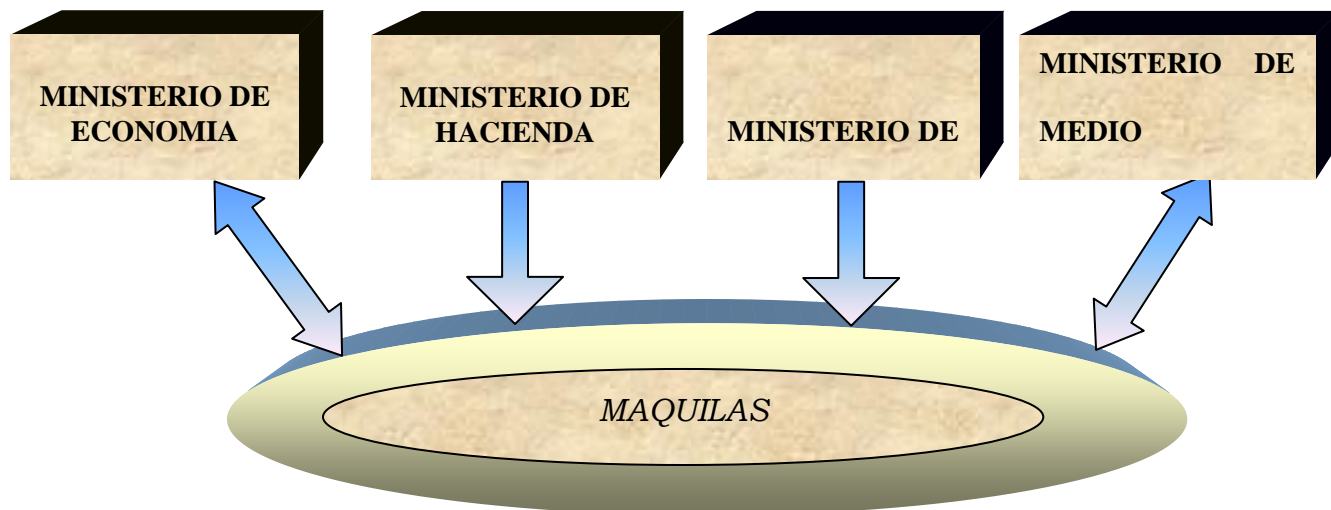 MINISTERIO DE
ECONOMIA
MINISTERIO DE
HACIENDA
MINISTERIO DE
MINISTERIO DE
MEDIO
MAQUILAS